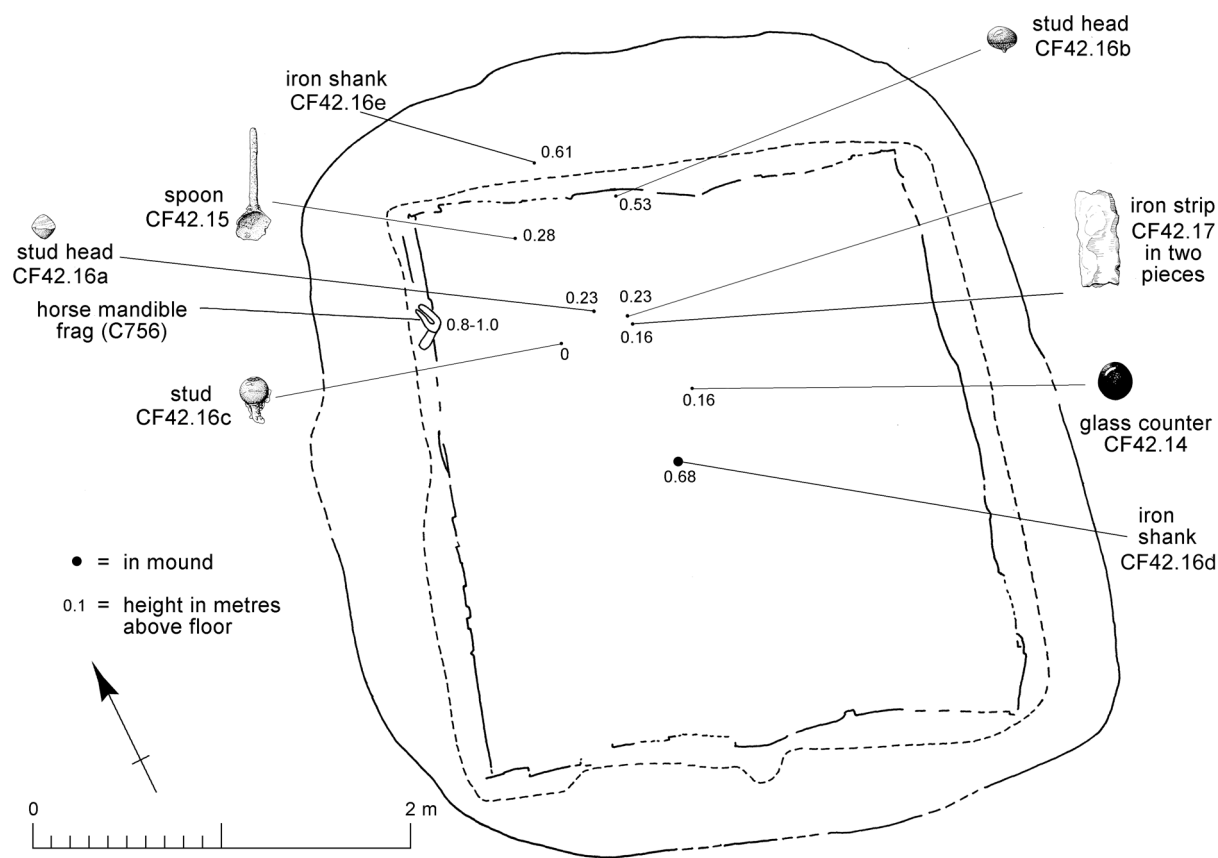 stud head
CF42.16b
iron shank
CF42.16e
0.61
spoon
CF42.15
0.53
0.28
iron strip
CF42.17
in two
pieces
stud head
CF42.16a
0.23
0.23
horse mandible
frag (C756)
0.8-1.0
0.16
0
stud
CF42.16c
0.16
glass counter
CF42.14
0.68
iron
shank
CF42.16d
● = in mound
0.1 = height in metres
above floor
0
2 m